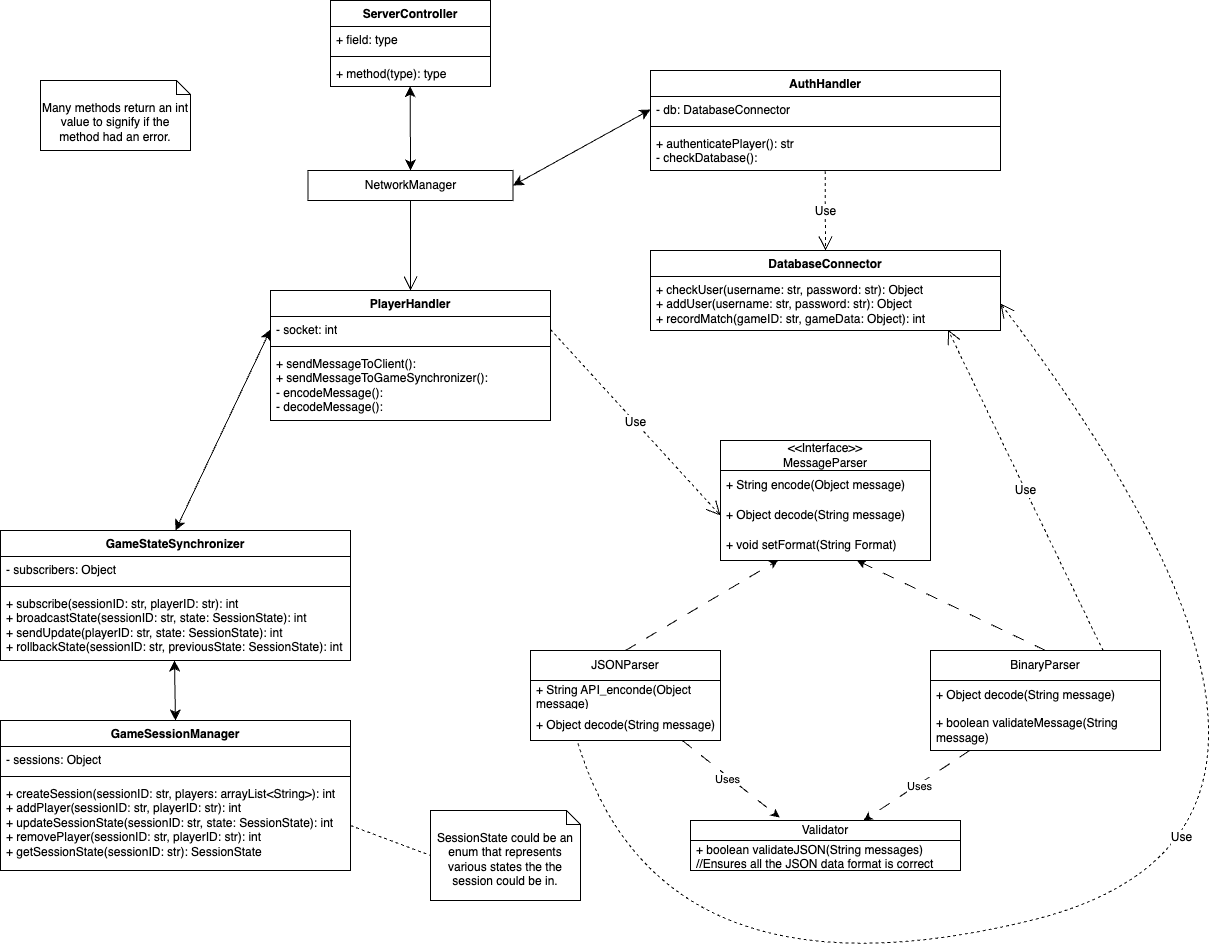 ServerController
+ field: type
+ method(type): type
Many methods return an int
value to signify if the
method had an error.
AuthHandler
- db: DatabaseConnector
+ authenticatePlayer(): str
- checkDatabase():
NetworkManager
Use
DatabaseConnector
+ checkUser(username: str, password: str): Object
+ addUser(username: str, password: str): Object
+ recordMatch(gameID: str, gameData: Object): int
PlayerHandler
- socket: int
+ sendMessageToClient():
+ sendMessageToGameSynchronizer():
- encodeMessage():
- decodeMessage():
Use
<<Interface>>
MessageParser
+ String encode(Object message)
+ Object decode(String message)
+ void setFormat(String Format)
Use
GameStateSynchronizer
- subscribers: Object
+ subscribe(sessionID: str, playerID: str): int
+ broadcastState(sessionID: str, state: SessionState): int
+ sendUpdate(playerID: str, state: SessionState): int
+ rollbackState(sessionID: str, previousState: SessionState): int
JSONParser
+ String API_enconde(Object
message)
+ Object decode(String message)
BinaryParser
+ Object decode(String message)
+ boolean validateMessage(String
message)
GameSessionManager
- sessions: Object
+ createSession(sessionID: str, players: arrayList<String>): int
+ addPlayer(sessionID: str, playerID: str): int
+ updateSessionState(sessionID: str, state: SessionState): int
+ removePlayer(sessionID: str, playerID: str): int
+ getSessionState(sessionID: str): SessionState
Uses
Uses
SessionState could be an
enum that represents
various states the the
session could be in.
Validator
+ boolean validateJSON(String messages)
//Ensures all the JSON data format is correct
Use